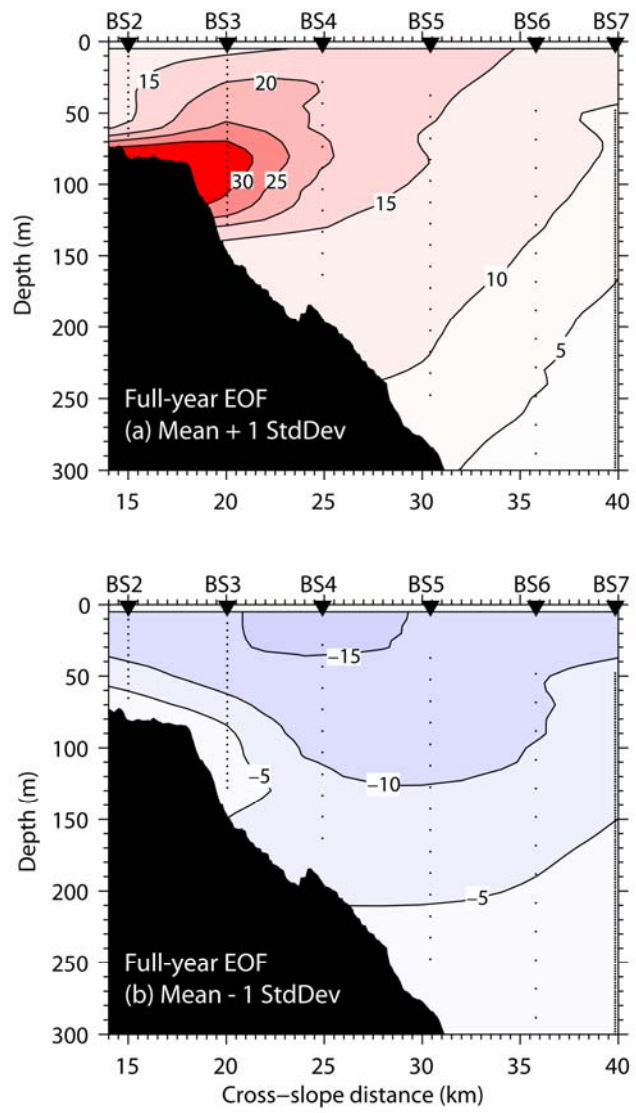 BS2 BS3 BS4 BS5 BS6 BS7
0
15
20
50
100
30 25
15
150
10
200
5
250
300
Depth (m)
Full-year EOF
(a) Mean + 1 StdDev
15 20 25 30 35 40
BS2 BS3 BS4 BS5 BS6 BS7
0
−15
50
100
−5
−10
150
200
−5
250
300
Depth (m)
Full-year EOF
(b) Mean - 1 StdDev
15 20 25 30 35 40
Cross−slope distance (km)